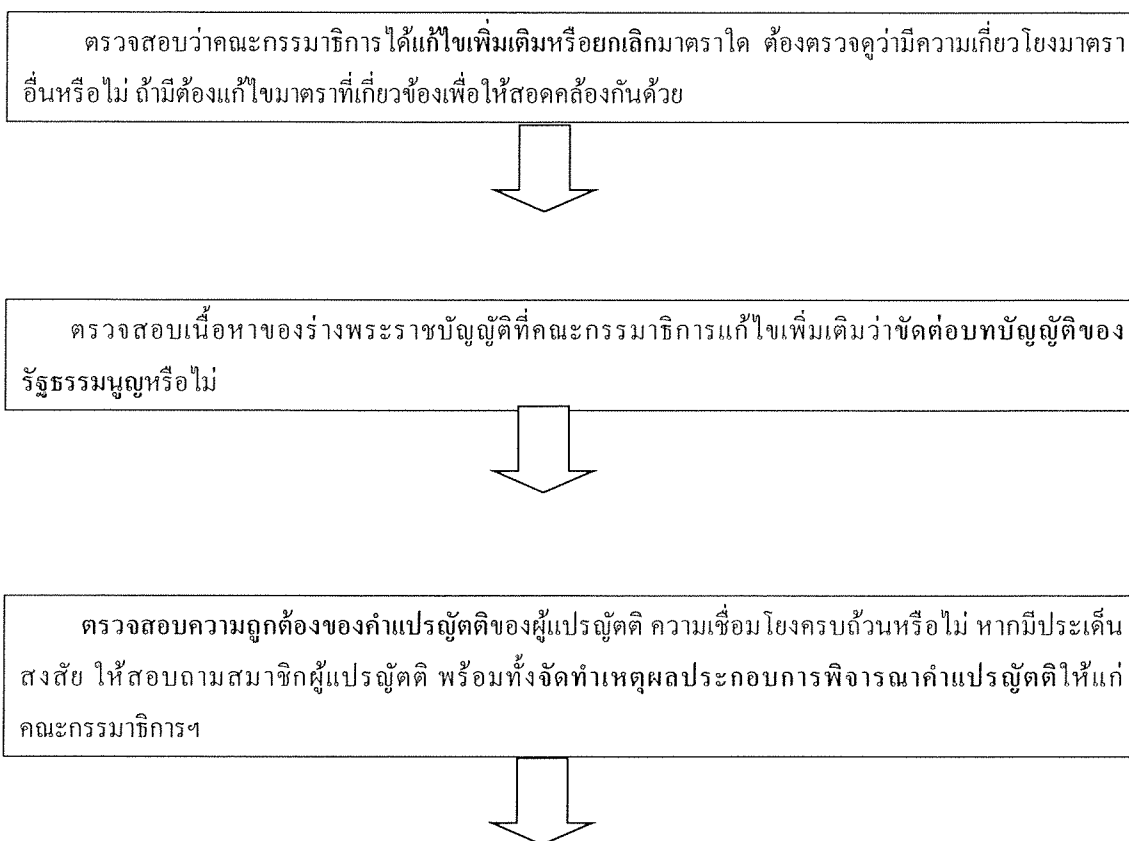 ตรวจสอบว่าคณะกรรมาธิการได้แก้ไขเพิ่มเติมหรือยกเลิกมาตราใด ต้องตรวจดูว่ามีความเกี่ยวโยงมาตรา
อื่นหรือไม่ ถ้ามีต้องแก้ไขมาตราที่เกี่ยวข้องเพื่อให้สอดคล้องกันด้วย
ตรวจสอบเนื้อหาของร่างพระราชบัญญัติที่คณะกรรมาธิการแก้ไขเพิ่มเติมว่าขัดต่อบทบัญญัติของ
รัฐธรรมนูญหรือไม่
ตรวจสอบความถูกต้องของคำแปรญัตติของผู้แปรญัตติ ความเชื่อมโยงครบถ้วนหรือไม่ หากมีประเด็น
สงสัย ให้สอบถามสมาชิกผู้แปรญัตติ พร้อมทั้งจัดทำเหตุผลประกอบการพิจารณาคำแปรญัตติให้แก่
คณะกรรมาธิการฯ